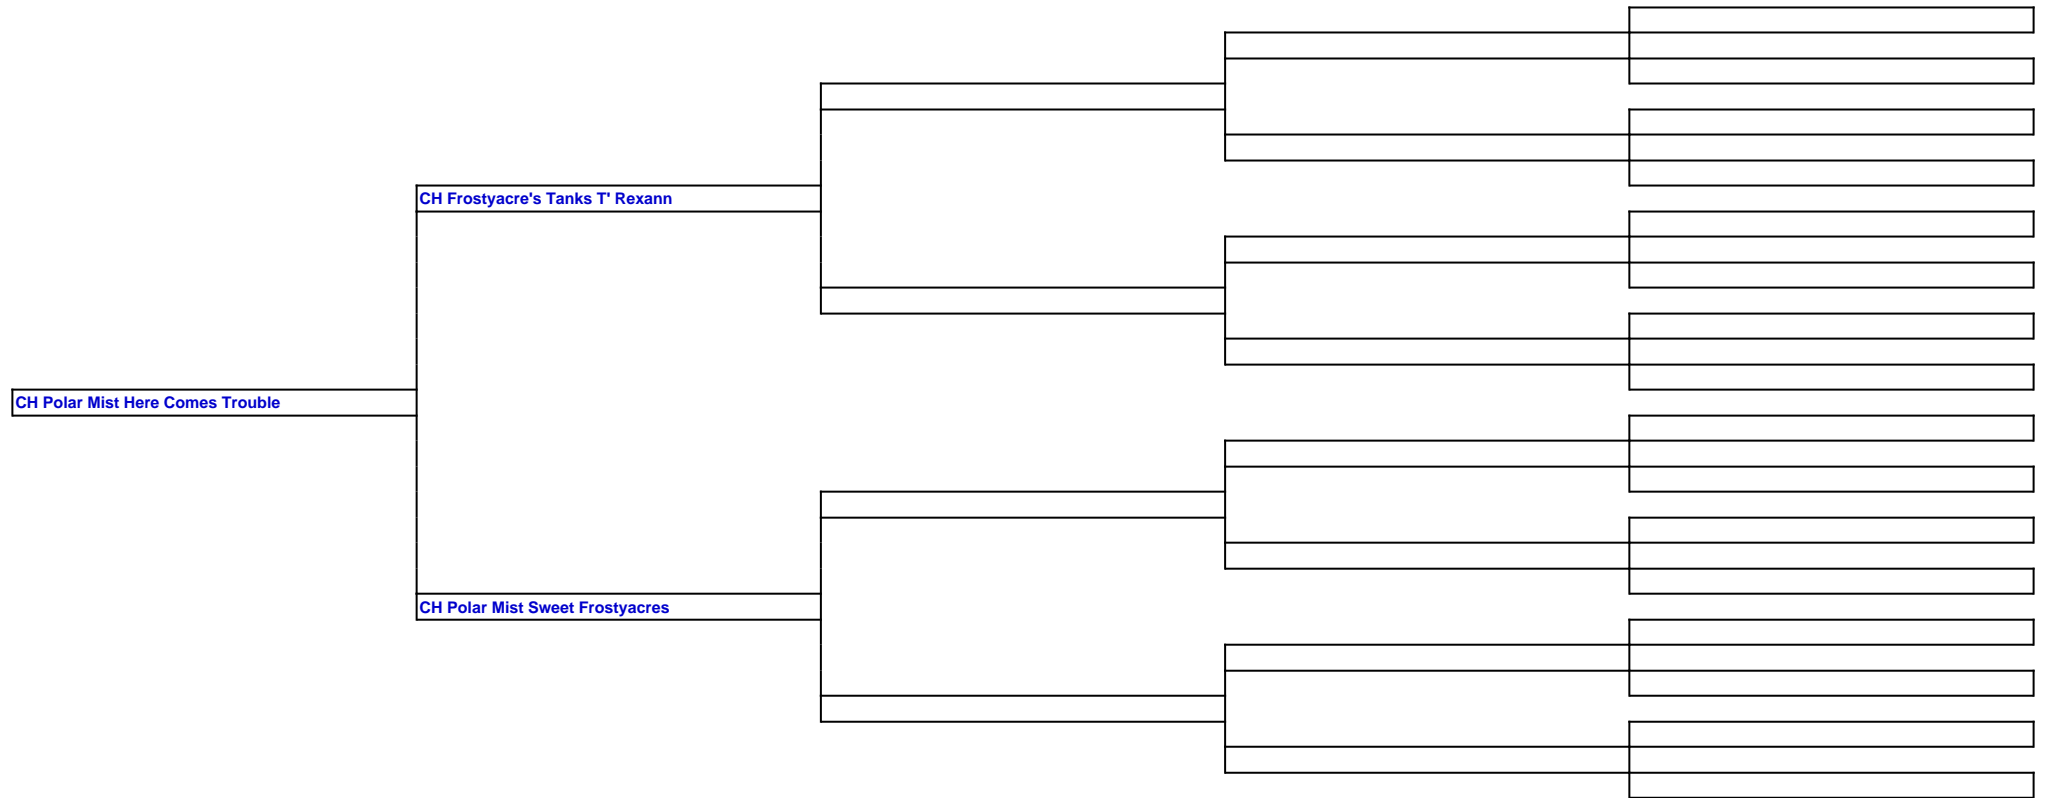 CH Frostyacre's Tanks T' Rexann
CH Polar Mist Here Comes Trouble
CH Polar Mist Sweet Frostyacres